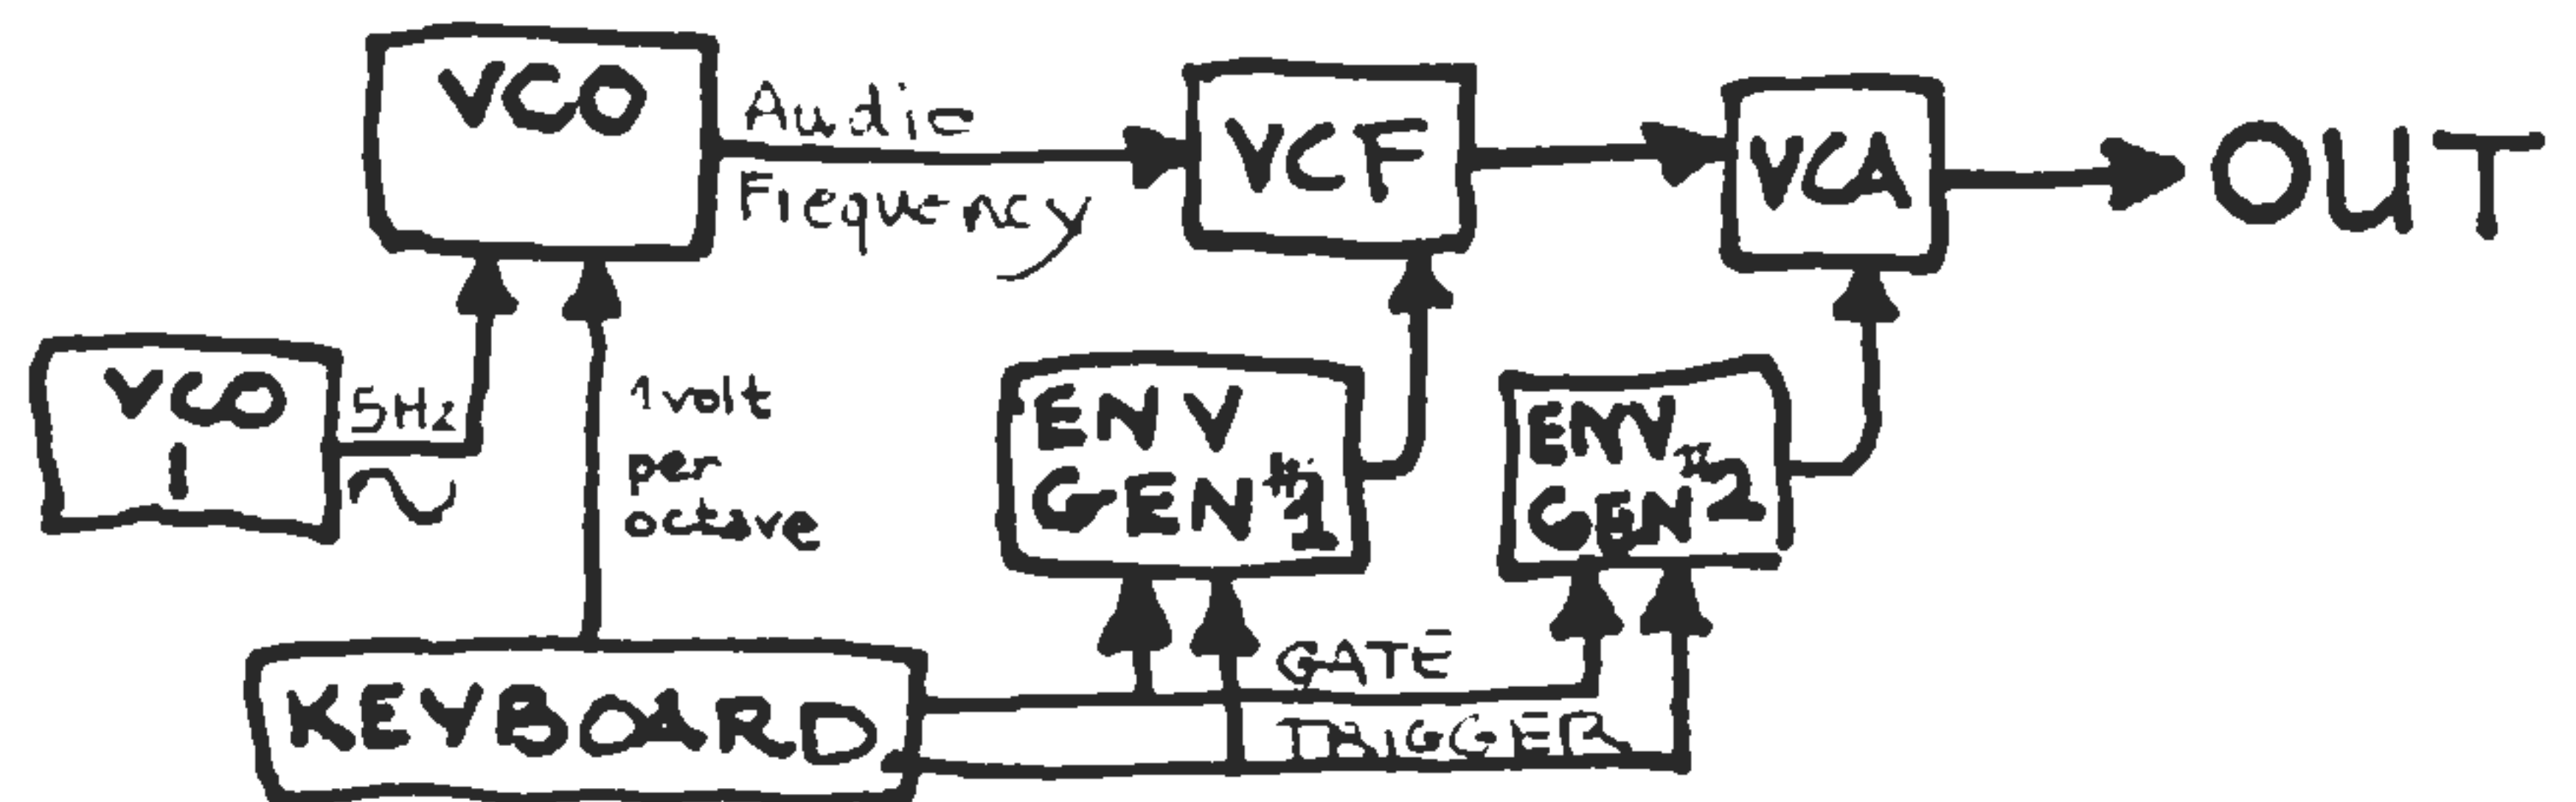 VCO
Audio
Frequency
VCF
VCA
OUT
VCO
1
5Hz
1 volt
per
octave
ENV
GEN #1
ENV
GEN #2
KEYBOARD
GATE
TRIGGER